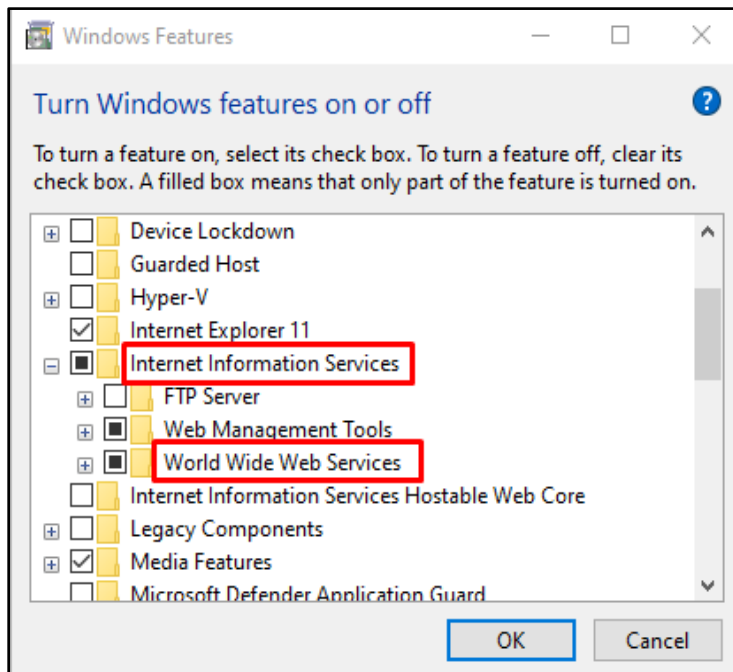 Windows Features
Turn Windows features on or off
To turn a feature on, select its check box. To turn a feature off, clear its
check box. A filled box means that only part of the feature is turned on.
Device Lockdown
Guarded Host
Hyper-V
Internet Explorer 11
Internet Information Services
FTP Server
Web Management Tools
World Wide Web Services
Internet Information Services Hostable Web Core
Legacy Components
Media Features
Microsoft Defender Application Guard
OK Cancel